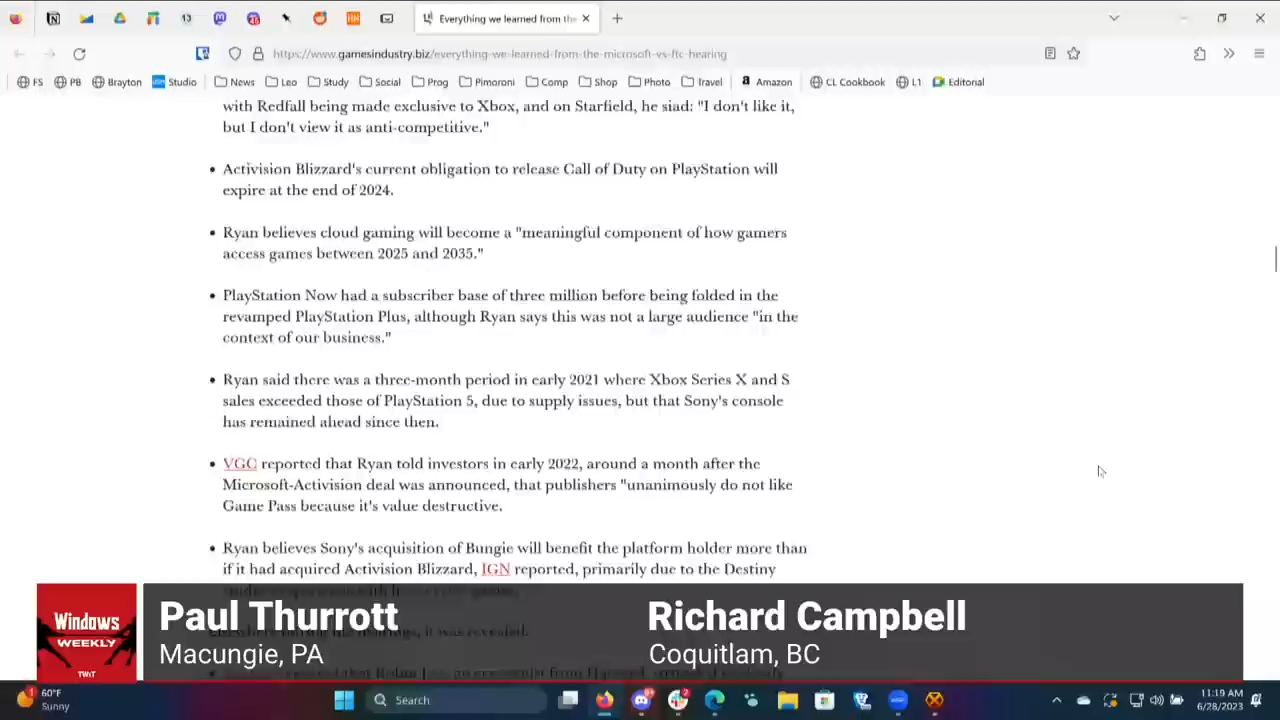 13
Everything we learned from the
https://www.gamesindustry.biz/everything-we-learned-from-the-microsoft-vs-ftc-hearing
FS PB Brayton Studio News Leo Study Social Prog Pimoroni Comp Shop Photo Travel Amazon CL Cookbook L1 Editorial
with Redfall being made exclusive to Xbox, and on Starfield, he siad: "I don't like it,
but I don't view it as anti-competitive."
• Activision Blizzard's current obligation to release Call of Duty on PlayStation will
expire at the end of 2024.
• Ryan believes cloud gaming will become a "meaningful component of how gamers
access games between 2025 and 2035."
• PlayStation Now had a subscriber base of three million before being folded in the
revamped PlayStation Plus, although Ryan says this was not a large audience "in the
context of our business."
• Ryan said there was a three-month period in early 2021 where Xbox Series X and S
sales exceeded those of PlayStation 5, due to supply issues, but that Sony's console
has remained ahead since then.
• VGC reported that Ryan told investors in early 2022, around a month after the
Microsoft-Activision deal was announced, that publishers "unanimously do not like
Game Pass because it's value destructive.
• Ryan believes Sony's acquisition of Bungie will benefit the platform holder more than
if it had acquired Activision Blizzard, IGN reported, primarily due to the Destiny
it was revealed.
Windows
WEEKLY
TWiT
Paul Thurrott
Macungie, PA
Richard Campbell
Coquitlam, BC
60°F
Sunny
Search
11:19 AM
6/28/2023